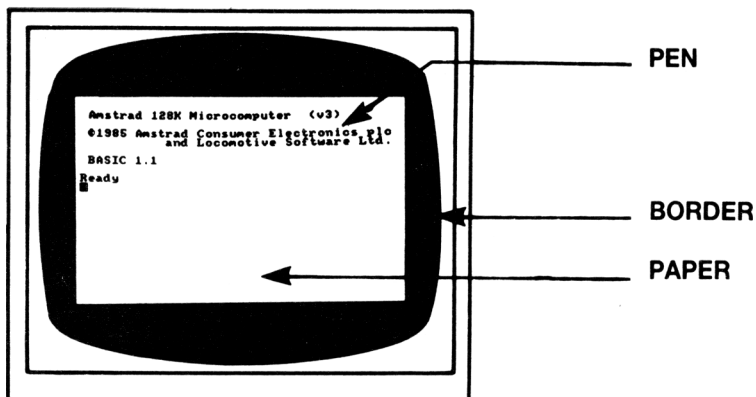 PEN
Amstrad 128K Microcomputer (v3)
©1985 Amstrad Consumer Electronics plc
and Locomotive Software Ltd.
BASIC 1.1
Ready
BORDER
PAPER